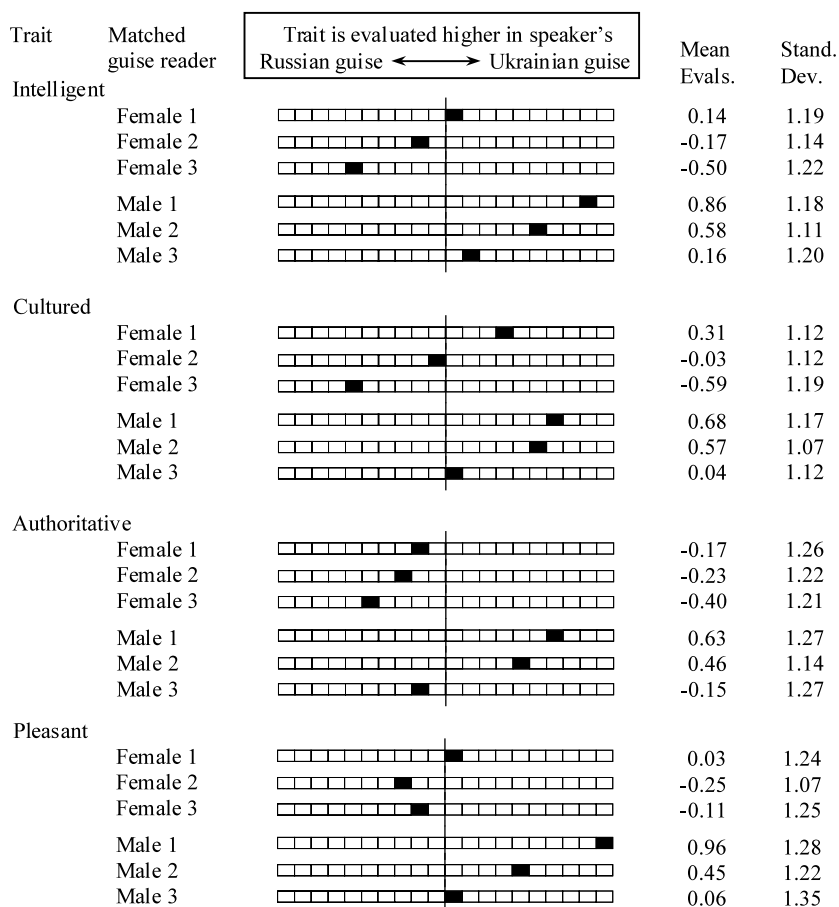 Trait Matched guise reader Trait is evaluated higher in speaker's Russian guise Ukrainian guise Mean Evals. Stand. Dev.
Intelligent
Female 1 0.14 1.19
Female 2 -0.17 1.14
Female 3 -0.50 1.22
Male 1 0.86 1.18
Male 2 0.58 1.11
Male 3 0.16 1.20
Cultured
Female 1 0.31 1.12
Female 2 -0.03 1.12
Female 3 -0.59 1.19
Male 1 0.68 1.17
Male 2 0.57 1.07
Male 3 0.04 1.12
Authoritative
Female 1 -0.17 1.26
Female 2 -0.23 1.22
Female 3 -0.40 1.21
Male 1 0.63 1.27
Male 2 0.46 1.14
Male 3 -0.15 1.27
Pleasant
Female 1 0.03 1.24
Female 2 -0.25 1.07
Female 3 -0.11 1.25
Male 1 0.96 1.28
Male 2 0.45 1.22
Male 3 0.06 1.35